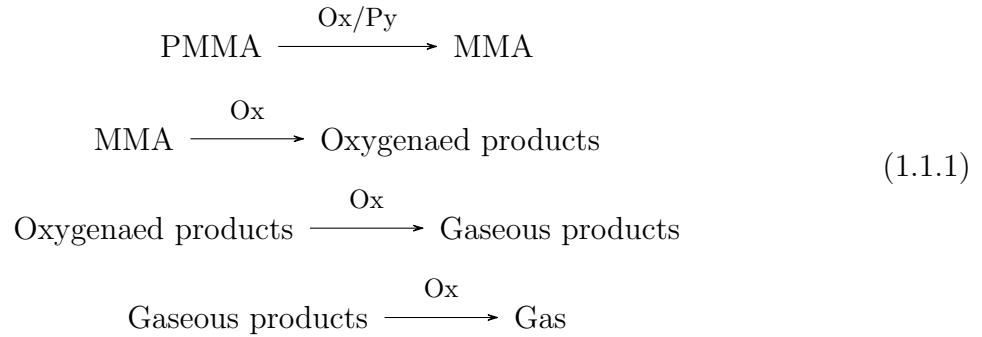 PMMA Ox/Py⟶ MMA
MMA Ox⟶ Oxygenaed products
(1.1.1)
Oxygenaed products Ox⟶ Gaseous products
Gaseous products Ox⟶ Gas